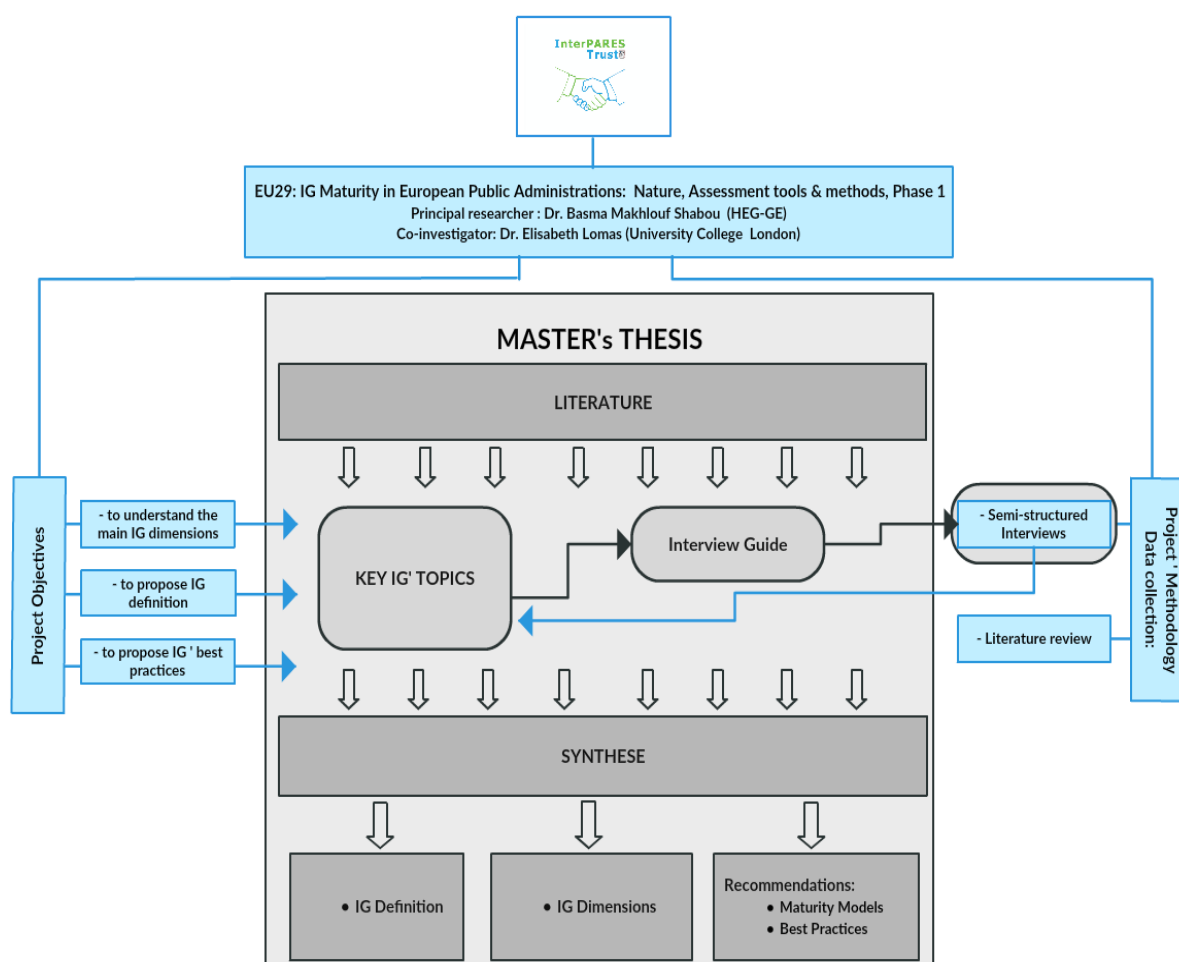 InterPARES
Trust
EU29: IG Maturity in European Public Administrations: Nature, Assessment tools & methods, Phase 1
Principal researcher : Dr. Basma Makhlouf Shabou (HEG-GE)
Co-investigator: Dr. Elisabeth Lomas (University College London)
MASTER's THESIS
LITERATURE
Project Objectives
- to understand the
main IG dimensions
- to propose IG
definition
- to propose IG ' best
practices
KEY IG' TOPICS
Interview Guide
- Semi-structured
Interviews
- Literature review
Project ' Methodology
Data collection:
SYNTHESE
• IG Definition
• IG Dimensions
Recommendations:
• Maturity Models
• Best Practices